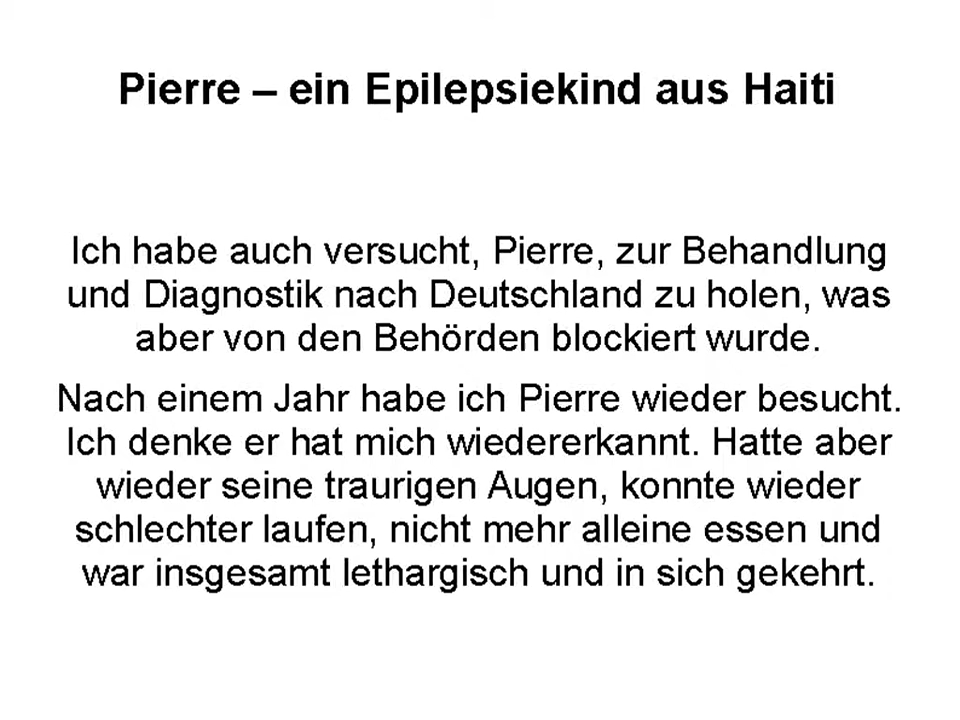 Pierre – ein Epilepsiekind aus Haiti
Ich habe auch versucht, Pierre, zur Behandlung
und Diagnostik nach Deutschland zu holen, was
aber von den Behörden blockiert wurde.
Nach einem Jahr habe ich Pierre wieder besucht.
Ich denke er hat mich wiedererkannt. Hatte aber
wieder seine traurigen Augen, konnte wieder
schlechter laufen, nicht mehr alleine essen und
war insgesamt lethargisch und in sich gekehrt.